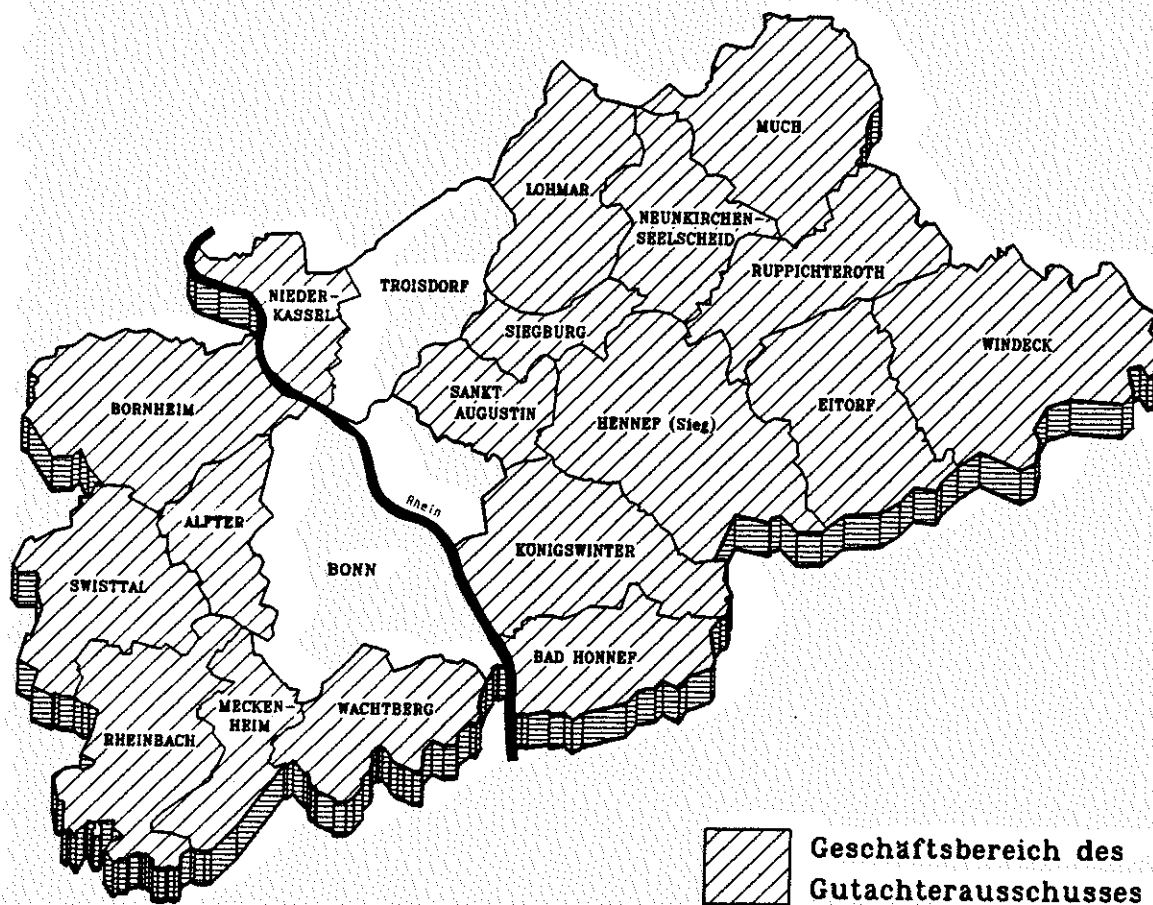 MUCH
LOHMAR
NEUNKIRCHEN-
SEELSCHEID
RUPPICHTEROTH
TROISDORF
NIEDER-
KASSEL
SIEGBURG
WINDECK
SANKT
AUGUSTIN
BORNHEIM
EITORF
HENNEF (Sieg)
Rhein
ALFTER
KÖNIGSWINTER
BONN
SWISTTAL
BAD HONNEF
MECKEN-
HEIM
WACHTBERG
RHEINBACH
Geschäftsbereich des
Gutachterausschusses